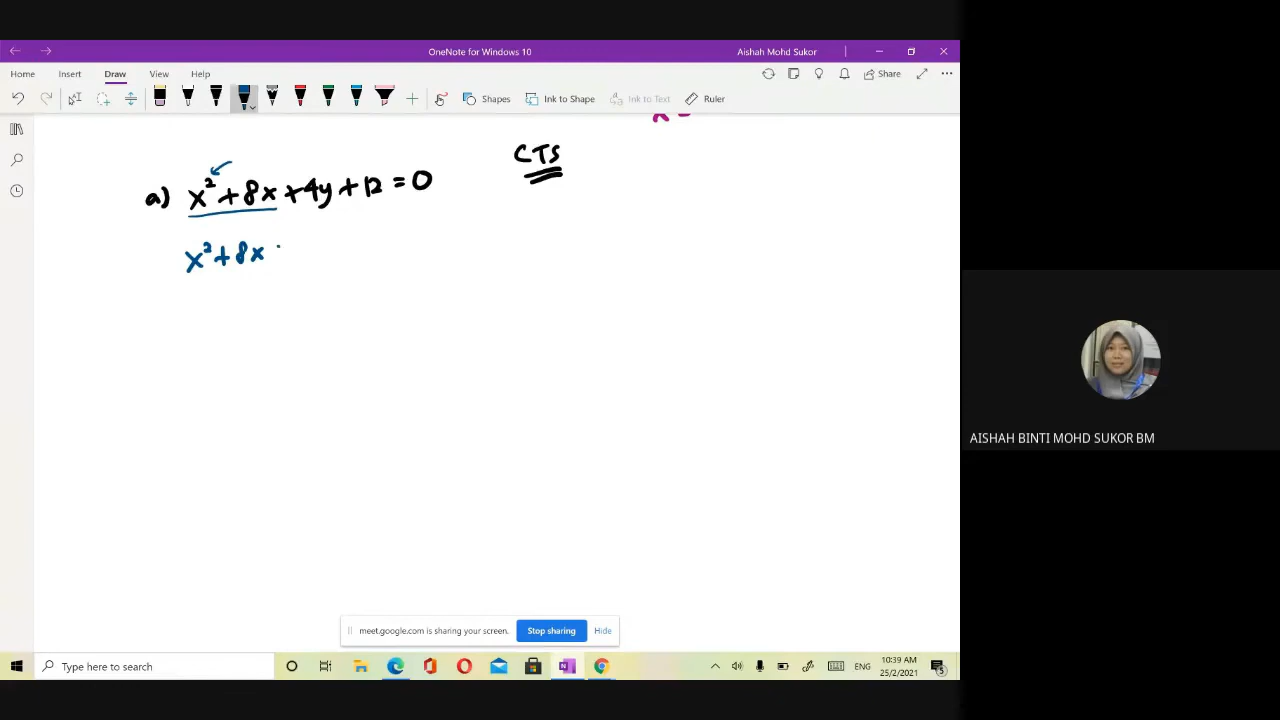 OneNote for Windows 10
Aishah Mohd Sukor
Home Insert Draw View Help
Share
Shapes Ink to Shape Ink to Text Ruler
CTS
a) x² + 8x + 4y + 12 = 0
x² + 8x
AISHAH BINTI MOHD SUKOR BM
meet.google.com is sharing your screen. Stop sharing Hide
Type here to search
ENG
10:39 AM
25/2/2021
5